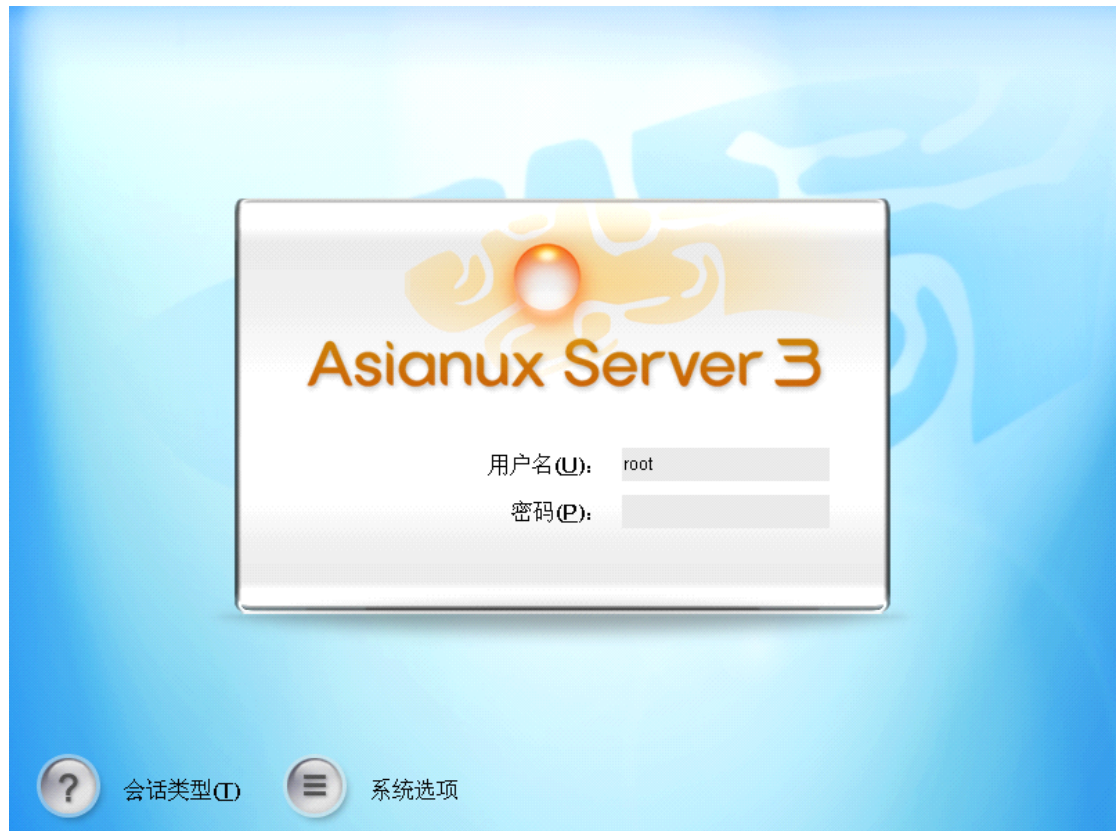 Asianux Server 3
用户名(U): root
密码(P):
? 会话类型(T) 系统选项